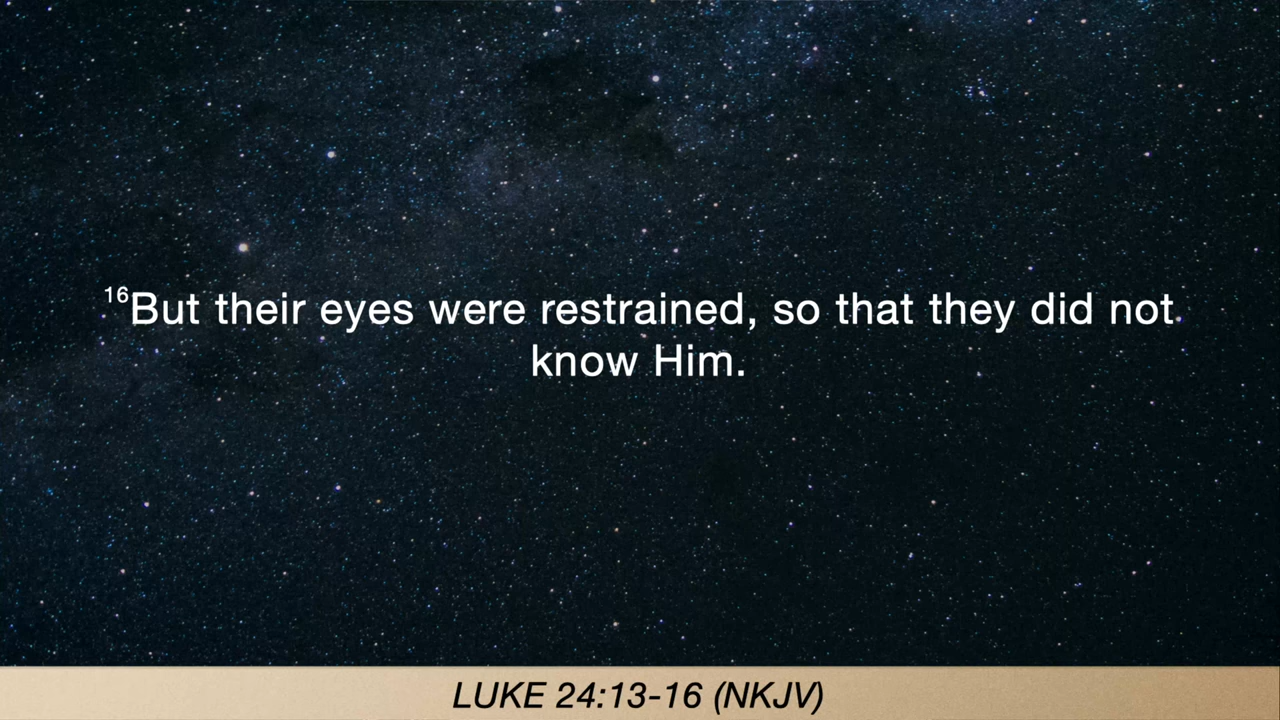 16But their eyes were restrained, so that they did not
know Him.
LUKE 24:13-16 (NKJV)